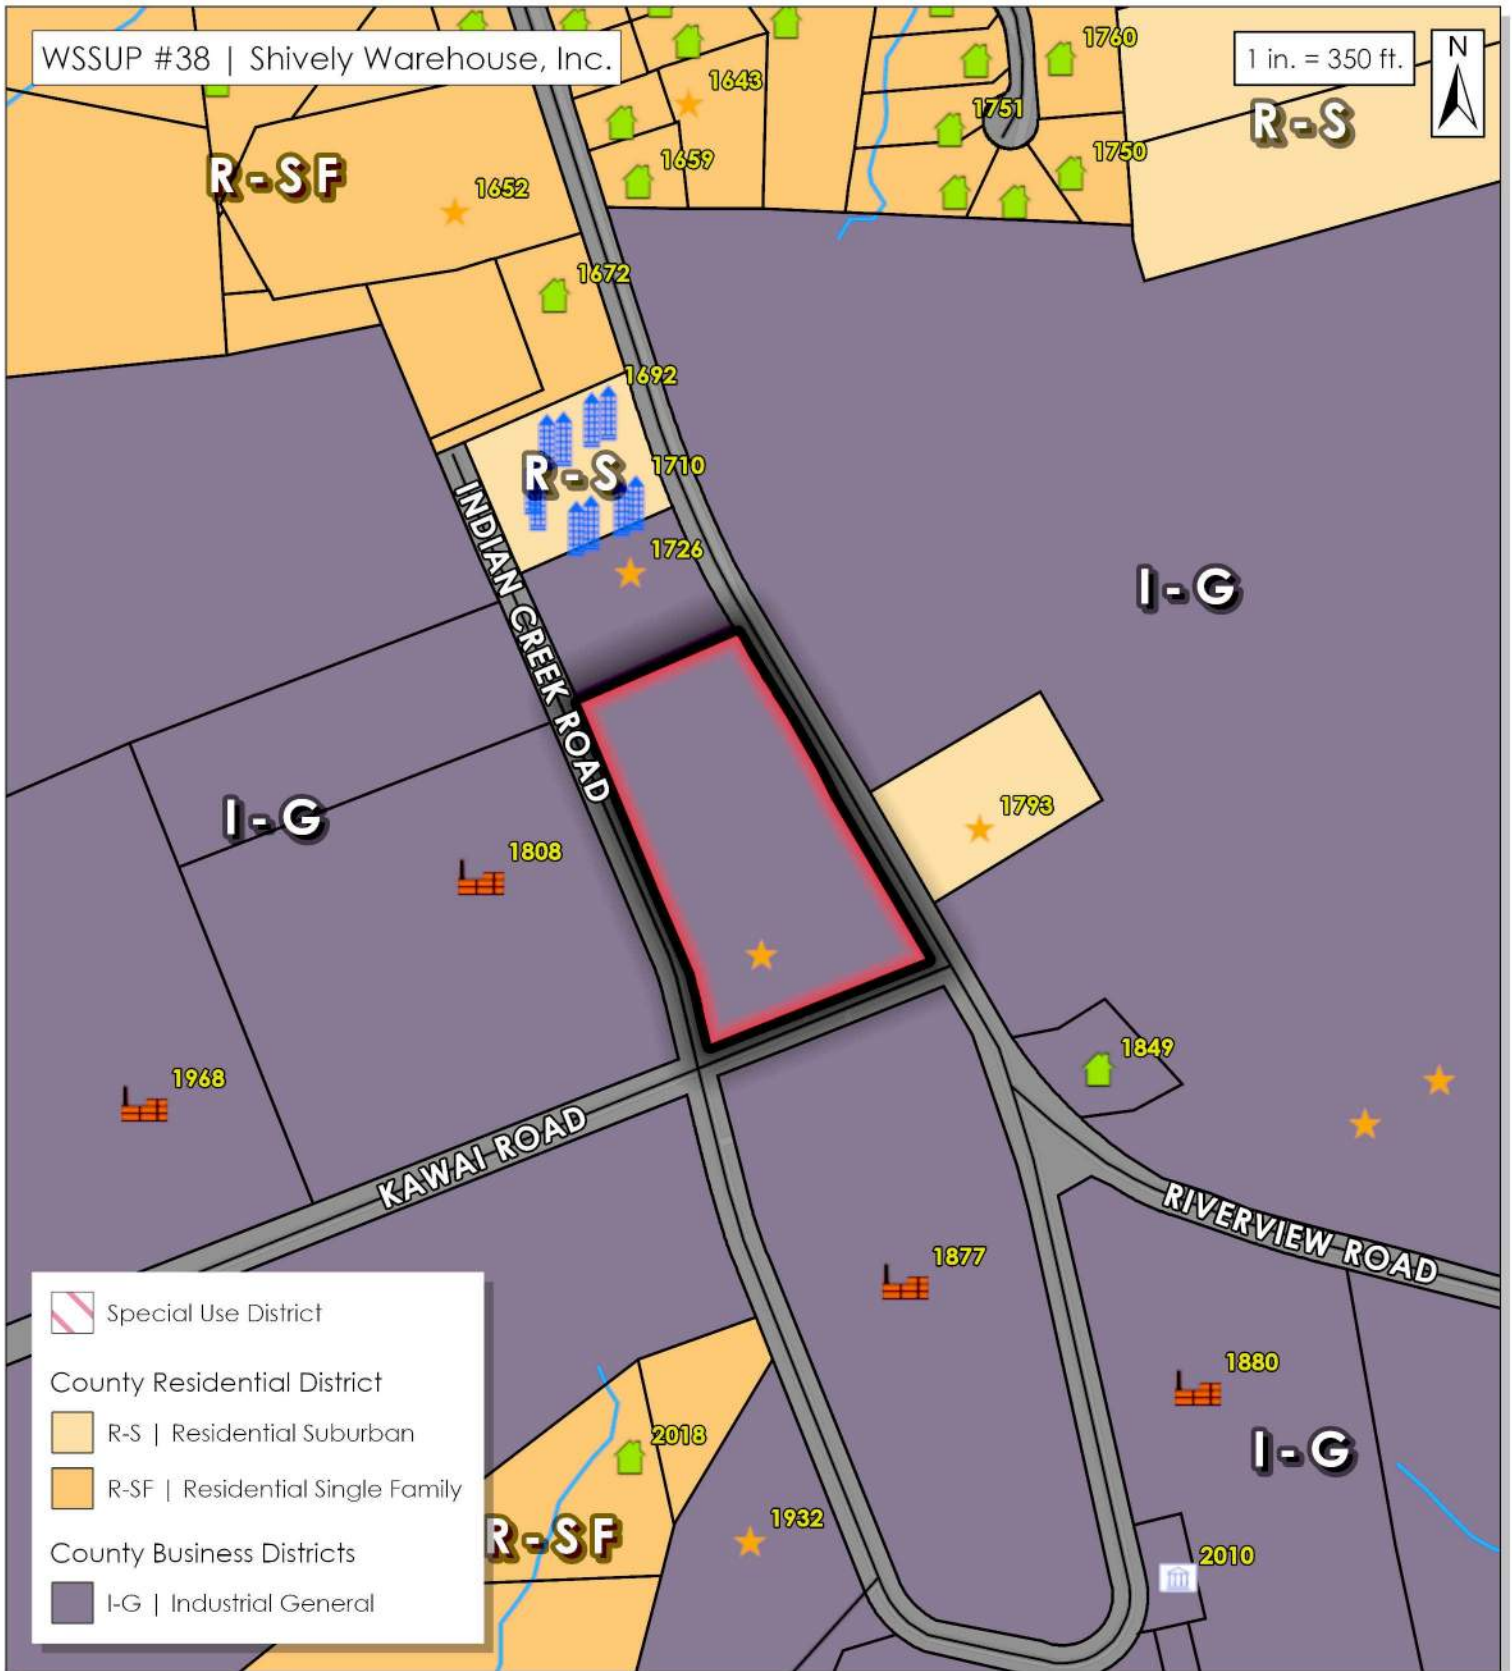 WSSUP #38 | Shively Warehouse, Inc.
1 in. = 350 ft.
N
1760
1643
1751
R-S
1659
1750
R-SF
1652
1672
1692
R-S
1710
INDIAN CREEK ROAD
1726
I-G
1793
I-G
1808
1849
1968
KAWAI ROAD
RIVERVIEW ROAD
1877
1880
2018
I-G
R-SF
1932
2010
Special Use District
County Residential District
R-S | Residential Suburban
R-SF | Residential Single Family
County Business Districts
I-G | Industrial General